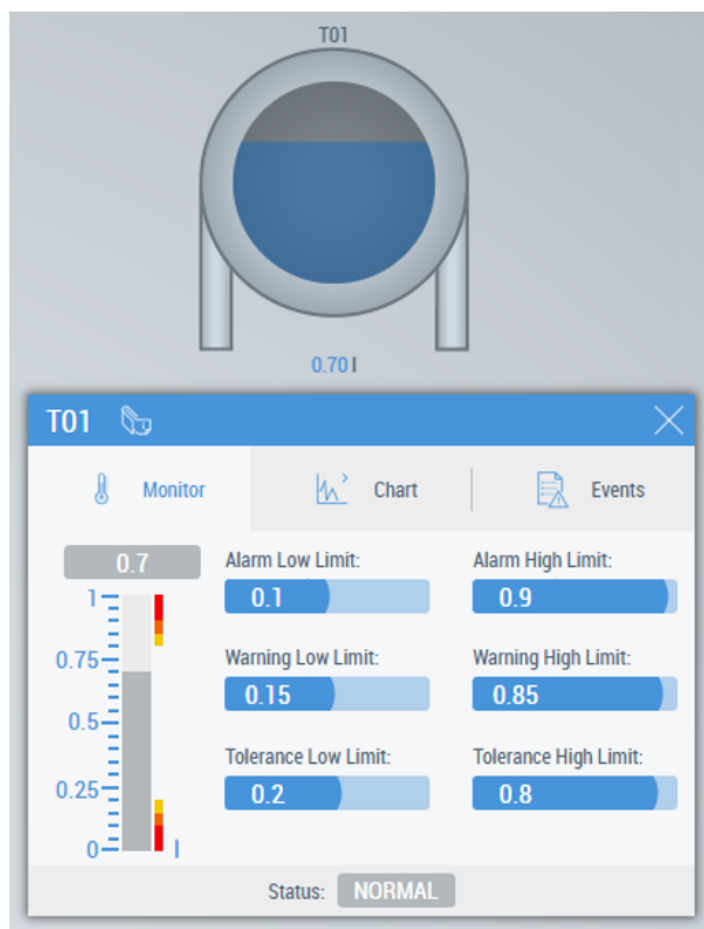 T01
0.70 l
T01
Monitor
Chart
Events
0.7
1
0.75
0.5
0.25
0
l
Alarm Low Limit:
0.1
Alarm High Limit:
0.9
Warning Low Limit:
0.15
Warning High Limit:
0.85
Tolerance Low Limit:
0.2
Tolerance High Limit:
0.8
Status: NORMAL